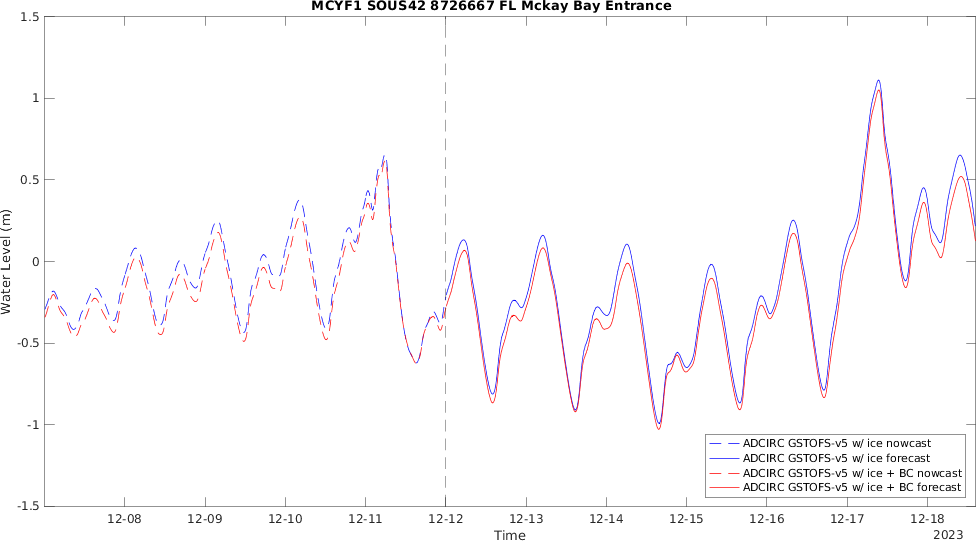 MCYF1 SOUS42 8726667 FL Mckay Bay Entrance
1.5
1
0.5
0
-0.5
-1
-1.5
Water Level (m)
12-08 12-09 12-10 12-11 12-12 12-13 12-14 12-15 12-16 12-17 12-18
Time
2023
ADCIRC GSTOFS-v5 w/ ice nowcast
ADCIRC GSTOFS-v5 w/ ice forecast
ADCIRC GSTOFS-v5 w/ ice + BC nowcast
ADCIRC GSTOFS-v5 w/ ice + BC forecast